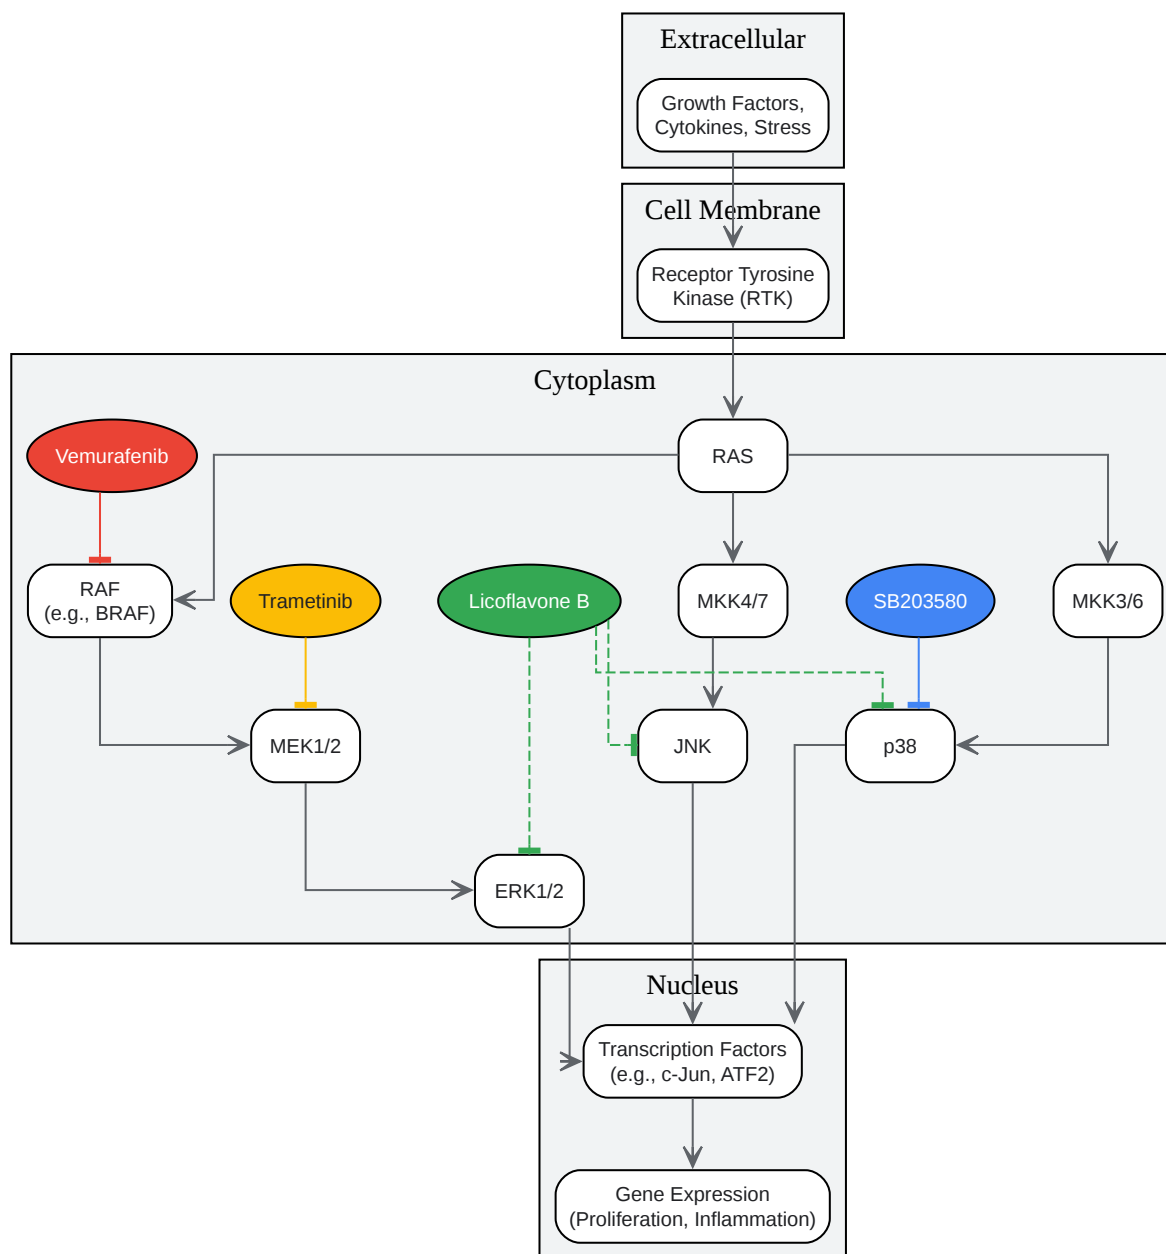 Extracellular
Growth Factors,
Cytokines, Stress
Cell Membrane
Receptor Tyrosine
Kinase (RTK)
Cytoplasm
Vemurafenib
RAS
RAF
(e.g., BRAF)
Trametinib
Licoflavone B
MKK4/7
SB203580
MKK3/6
MEK1/2
JNK
p38
ERK1/2
Nucleus
Transcription Factors
(e.g., c-Jun, ATF2)
Gene Expression
(Proliferation, Inflammation)